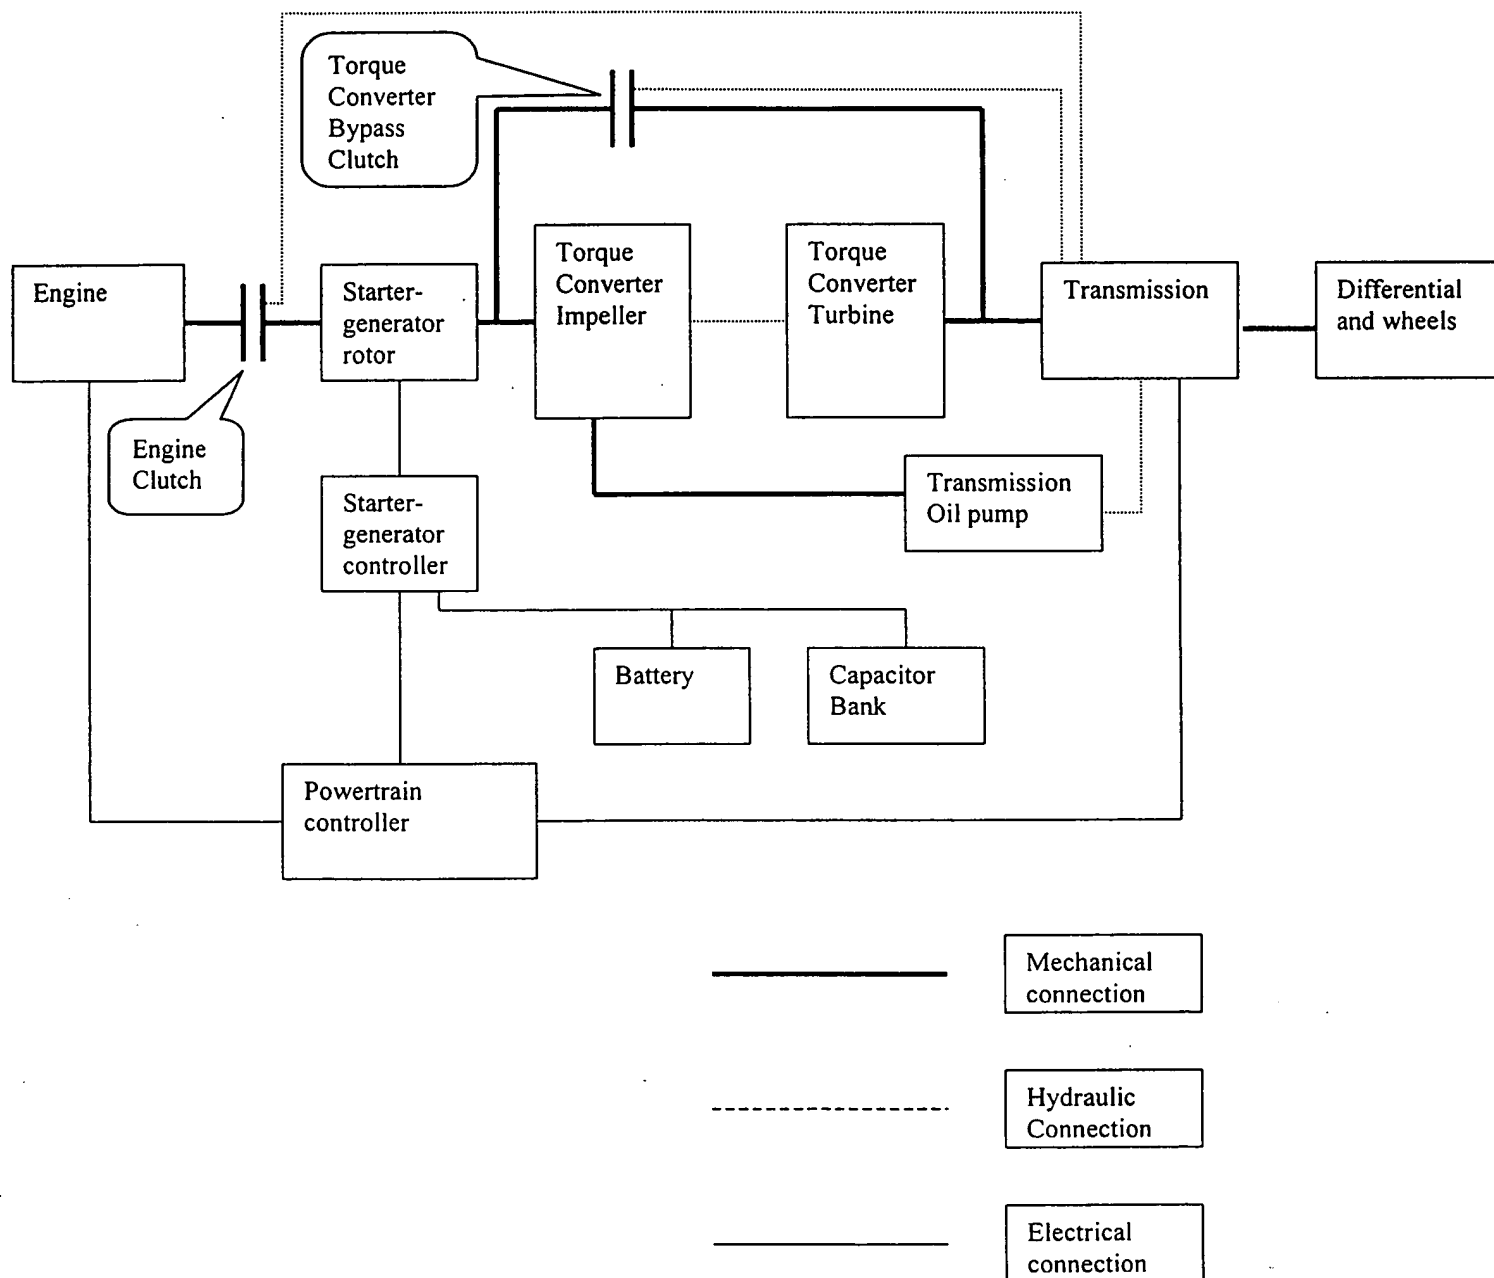 Torque
Converter
Bypass
Clutch
Engine
Starter-
generator
rotor
Torque
Converter
Impeller
Torque
Converter
Turbine
Transmission
Differential
and wheels
Engine
Clutch
Starter-
generator
controller
Transmission
Oil pump
Battery
Capacitor
Bank
Powertrain
controller
Mechanical
connection
Hydraulic
Connection
Electrical
connection